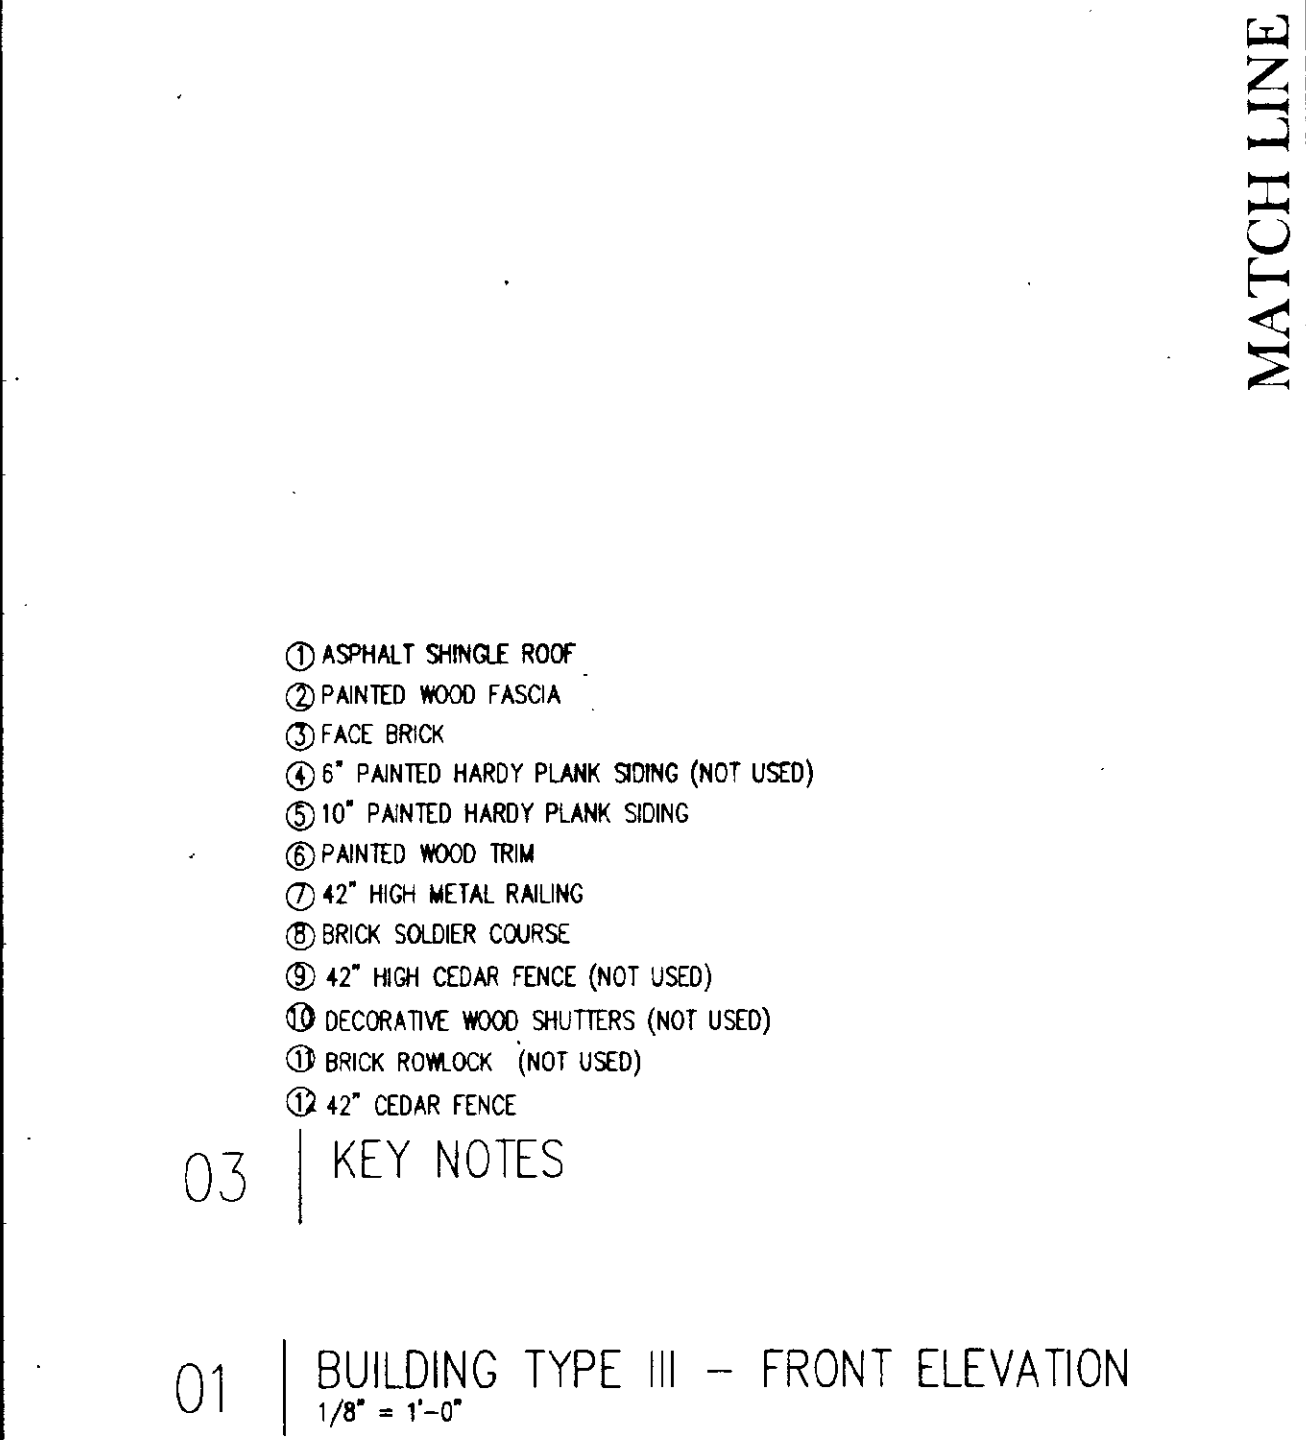 MATCH LINE
① ASPHALT SHINGLE ROOF
② PAINTED WOOD FASCIA
③ FACE BRICK
④ 6" PAINTED HARDY PLANK SIDING (NOT USED)
⑤ 10" PAINTED HARDY PLANK SIDING
⑥ PAINTED WOOD TRIM
⑦ 42" HIGH METAL RAILING
⑧ BRICK SOLDIER COURSE
⑨ 42" HIGH CEDAR FENCE (NOT USED)
⑩ DECORATIVE WOOD SHUTTERS (NOT USED)
⑪ BRICK ROWLOCK (NOT USED)
⑫ 42" CEDAR FENCE
03 KEY NOTES
01 BUILDING TYPE III – FRONT ELEVATION
1/8" = 1'-0"